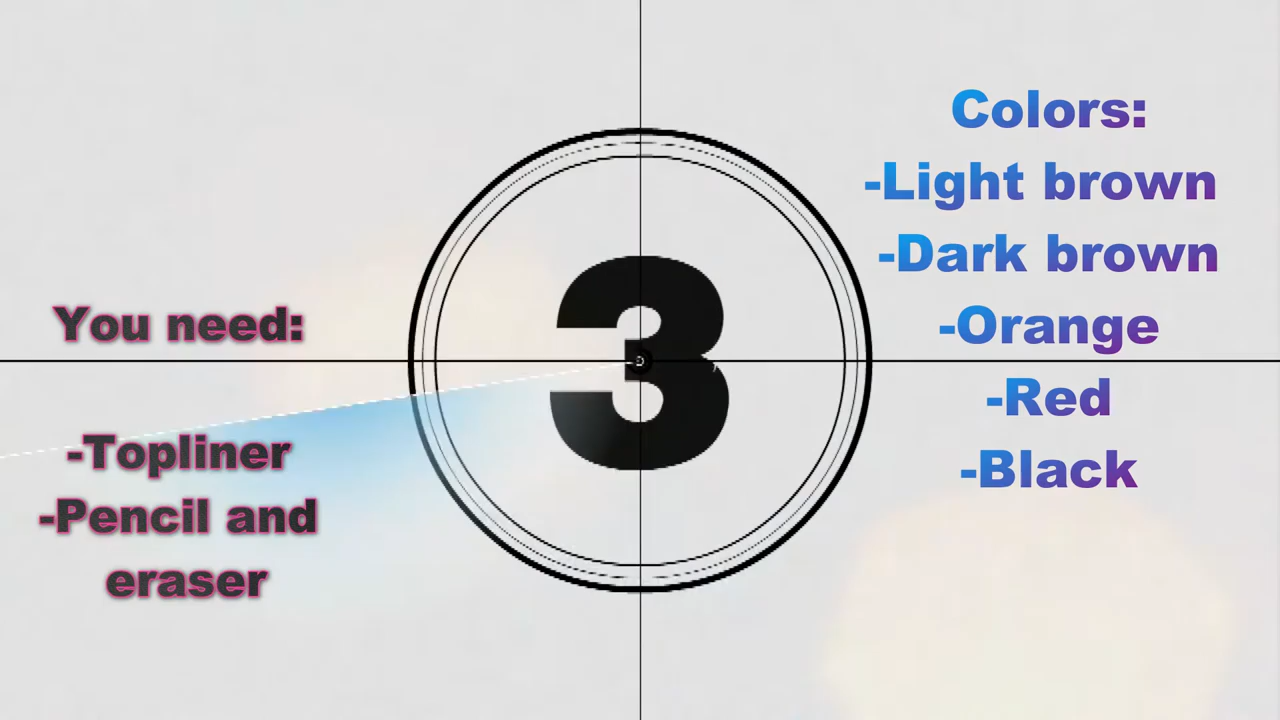 You need:
-Topliner
-Pencil and
eraser
3
Colors:
-Light brown
-Dark brown
-Orange
-Red
-Black